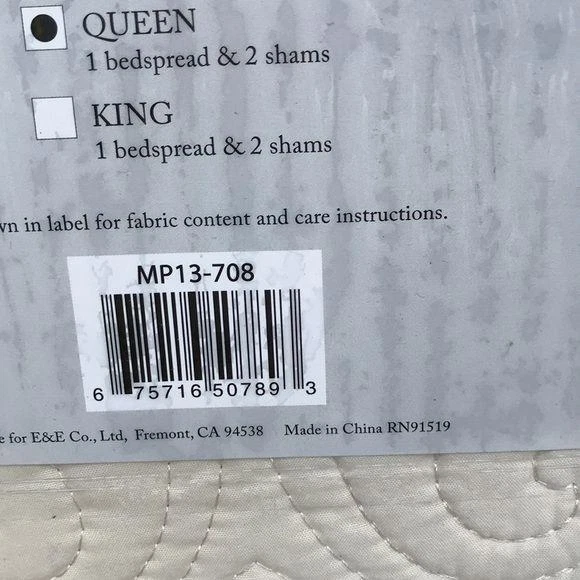 QUEEN
1 bedspread & 2 shams
KING
1 bedspread & 2 shams
in label for fabric content and care instructions.
MP13-708
6 75716 50789 3
for E&E Co., Ltd, Fremont, CA 94538 Made in China RN91519